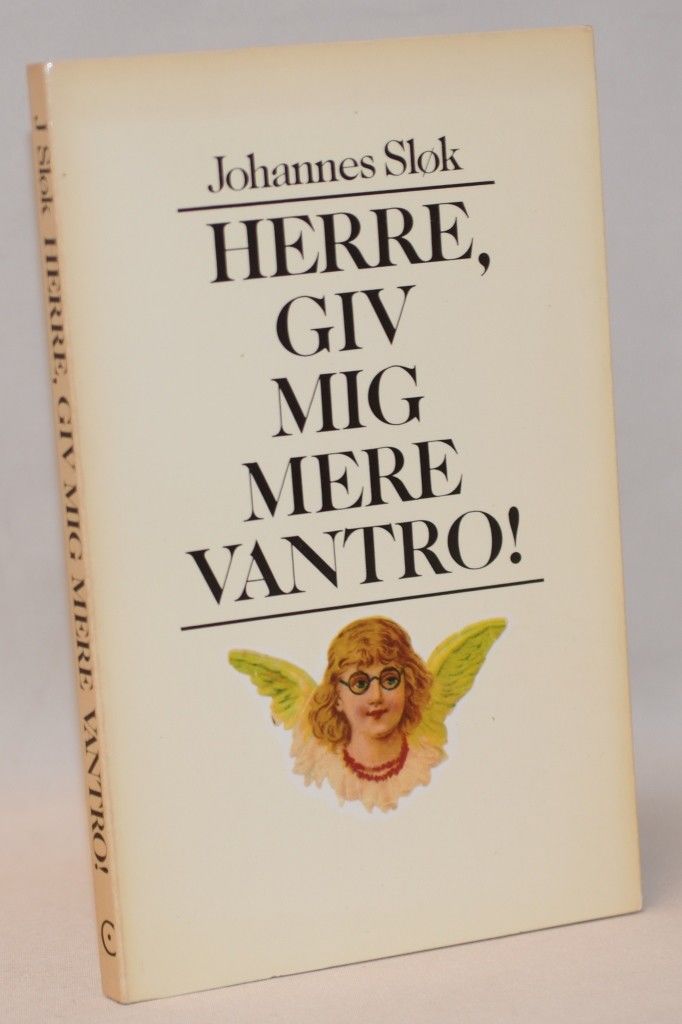 Johannes Sløk
HERRE,
GIV
MIG
MERE
VANTRO!
J Sløk HERRE, GIV MIG MERE VANTRO!